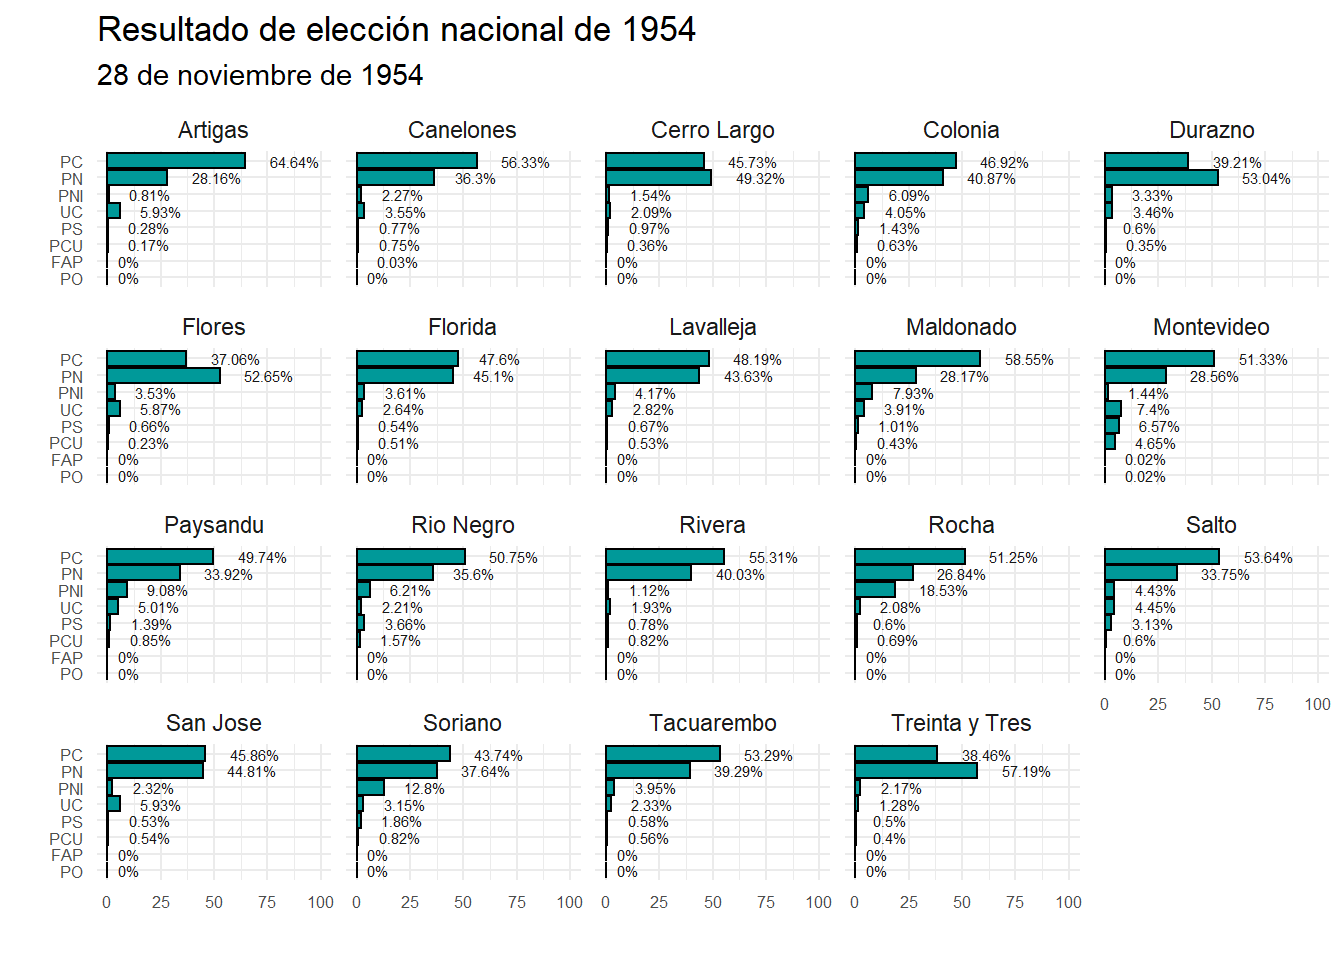 Resultado de elección nacional de 1954
28 de noviembre de 1954
Artigas Canelones Cerro Largo Colonia Durazno
PC 64.64% 56.33% 45.73% 46.92% 39.21%
PN 28.16% 36.3% 49.32% 40.87% 53.04%
PNI 0.81% 2.27% 1.54% 6.09% 3.33%
UC 5.93% 3.55% 2.09% 4.05% 3.46%
PS 0.28% 0.77% 0.97% 1.43% 0.6%
PCU 0.17% 0.75% 0.36% 0.63% 0.35%
FAP 0% 0.03% 0% 0% 0%
PO 0% 0% 0% 0% 0%
Flores Florida Lavalleja Maldonado Montevideo
PC 37.06% 47.6% 48.19% 58.55% 51.33%
PN 52.65% 45.1% 43.63% 28.17% 28.56%
PNI 3.53% 3.61% 4.17% 7.93% 1.44%
UC 5.87% 2.64% 2.82% 3.91% 7.4%
PS 0.66% 0.54% 0.67% 1.01% 6.57%
PCU 0.23% 0.51% 0.53% 0.43% 4.65%
FAP 0% 0% 0% 0% 0.02%
PO 0% 0% 0% 0% 0.02%
Paysandu Rio Negro Rivera Rocha Salto
PC 49.74% 50.75% 55.31% 51.25% 53.64%
PN 33.92% 35.6% 40.03% 26.84% 33.75%
PNI 9.08% 6.21% 1.12% 18.53% 4.43%
UC 5.01% 2.21% 1.93% 2.08% 4.45%
PS 1.39% 3.66% 0.78% 0.6% 3.13%
PCU 0.85% 1.57% 0.82% 0.69% 0.6%
FAP 0% 0% 0% 0% 0%
PO 0% 0% 0% 0% 0%
0 25 50 75 100
San Jose Soriano Tacuarembo Treinta y Tres
PC 45.86% 43.74% 53.29% 38.46%
PN 44.81% 37.64% 39.29% 57.19%
PNI 2.32% 12.8% 3.95% 2.17%
UC 5.93% 3.15% 2.33% 1.28%
PS 0.53% 1.86% 0.58% 0.5%
PCU 0.54% 0.82% 0.56% 0.4%
FAP 0% 0% 0% 0%
PO 0% 0% 0% 0%
0 25 50 75 100 0 25 50 75 100 0 25 50 75 100 0 25 50 75 100